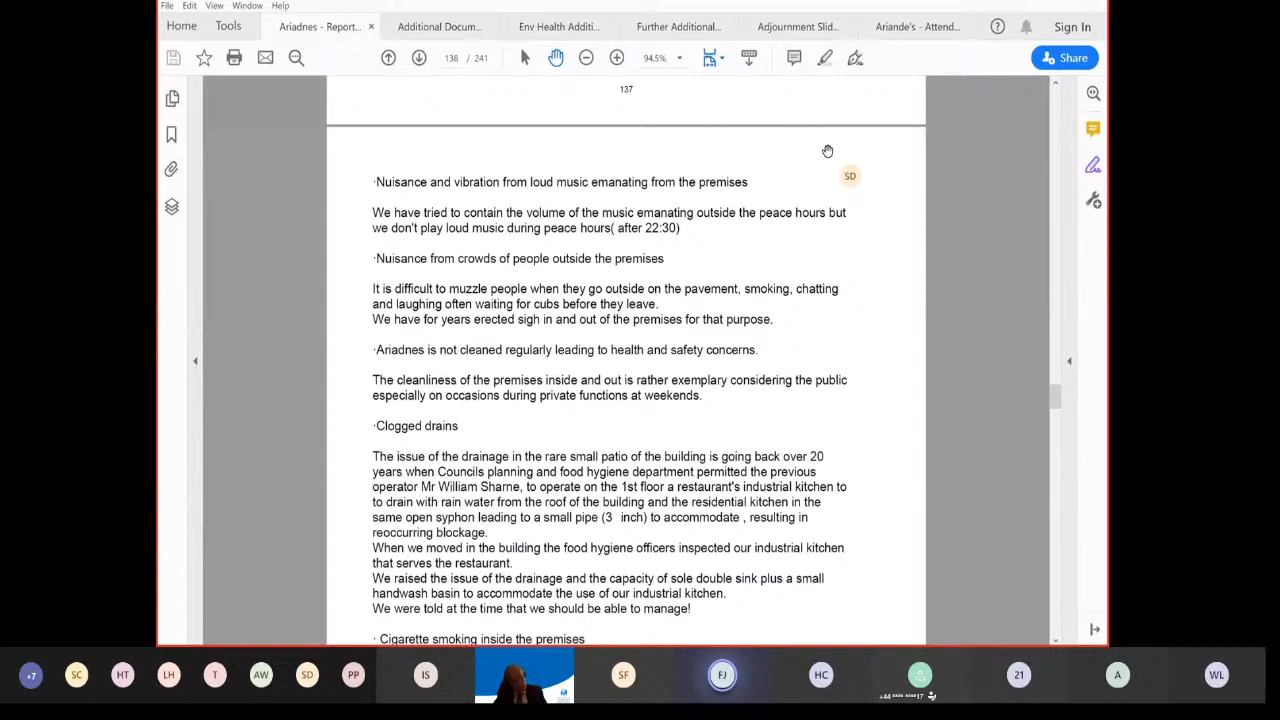 File Edit View Window Help
Home Tools Ariadnes - Report... × Additional Docum... Env Health Additi... Further Additional... Adjournment Slid... Ariande's - Attend... Sign In
138 / 241 94.5% Share
137
SD
·Nuisance and vibration from loud music emanating from the premises
We have tried to contain the volume of the music emanating outside the peace hours but
we don't play loud music during peace hours( after 22:30)
·Nuisance from crowds of people outside the premises
It is difficult to muzzle people when they go outside on the pavement, smoking, chatting
and laughing often waiting for cubs before they leave.
We have for years erected sigh in and out of the premises for that purpose.
·Ariadnes is not cleaned regularly leading to health and safety concerns.
The cleanliness of the premises inside and out is rather exemplary considering the public
especially on occasions during private functions at weekends.
·Clogged drains
The issue of the drainage in the rare small patio of the building is going back over 20
years when Councils planning and food hygiene department permitted the previous
operator Mr William Sharne, to operate on the 1st floor a restaurant's industrial kitchen to
to drain with rain water from the roof of the building and the residential kitchen in the
same open syphon leading to a small pipe (3 inch) to accommodate , resulting in
reoccurring blockage.
When we moved in the building the food hygiene officers inspected our industrial kitchen
that serves the restaurant.
We raised the issue of the drainage and the capacity of sole double sink plus a small
handwash basin to accommodate the use of our industrial kitchen.
We were told at the time that we should be able to manage!
· Cigarette smoking inside the premises
+7 SC HT LH T AW SD PP IS SF FJ HC 21 A WL
+44 **** ****17